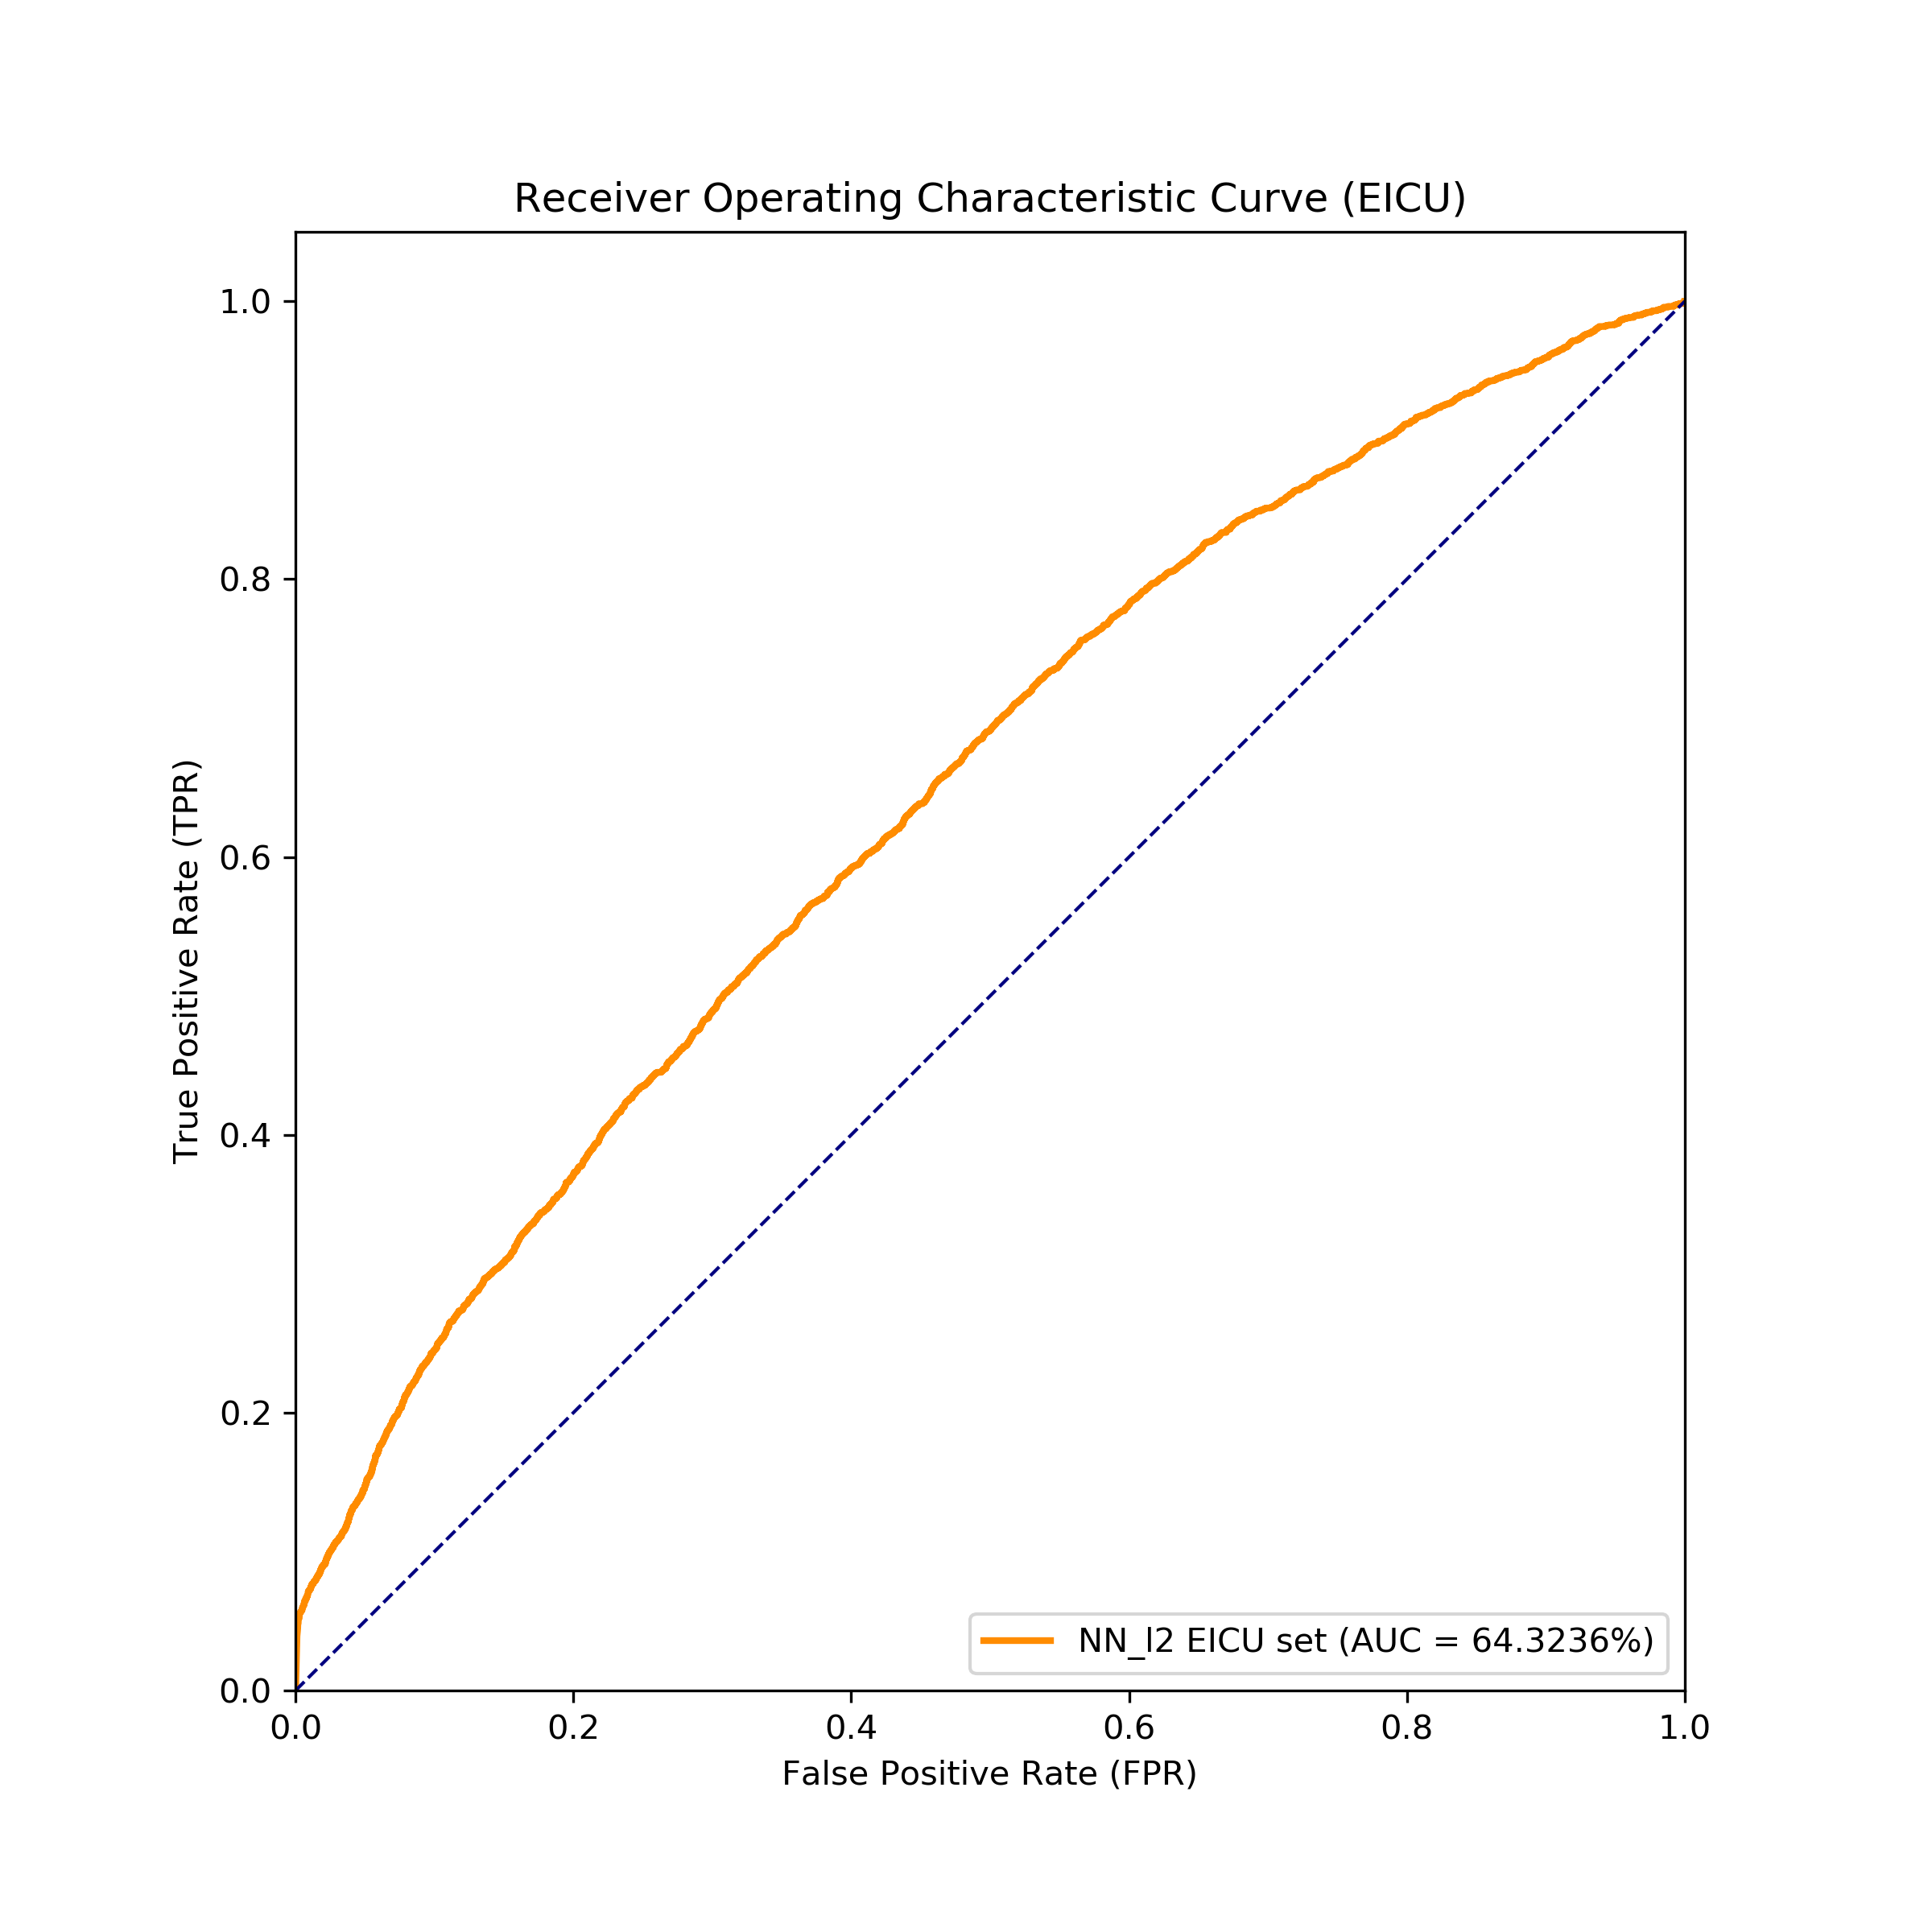 Receiver Operating Characteristic Curve (EICU)
True Positive Rate (TPR)
1.0
0.8
0.6
0.4
0.2
0.0
NN_l2 EICU set (AUC = 64.3236%)
0.0 0.2 0.4 0.6 0.8 1.0
False Positive Rate (FPR)